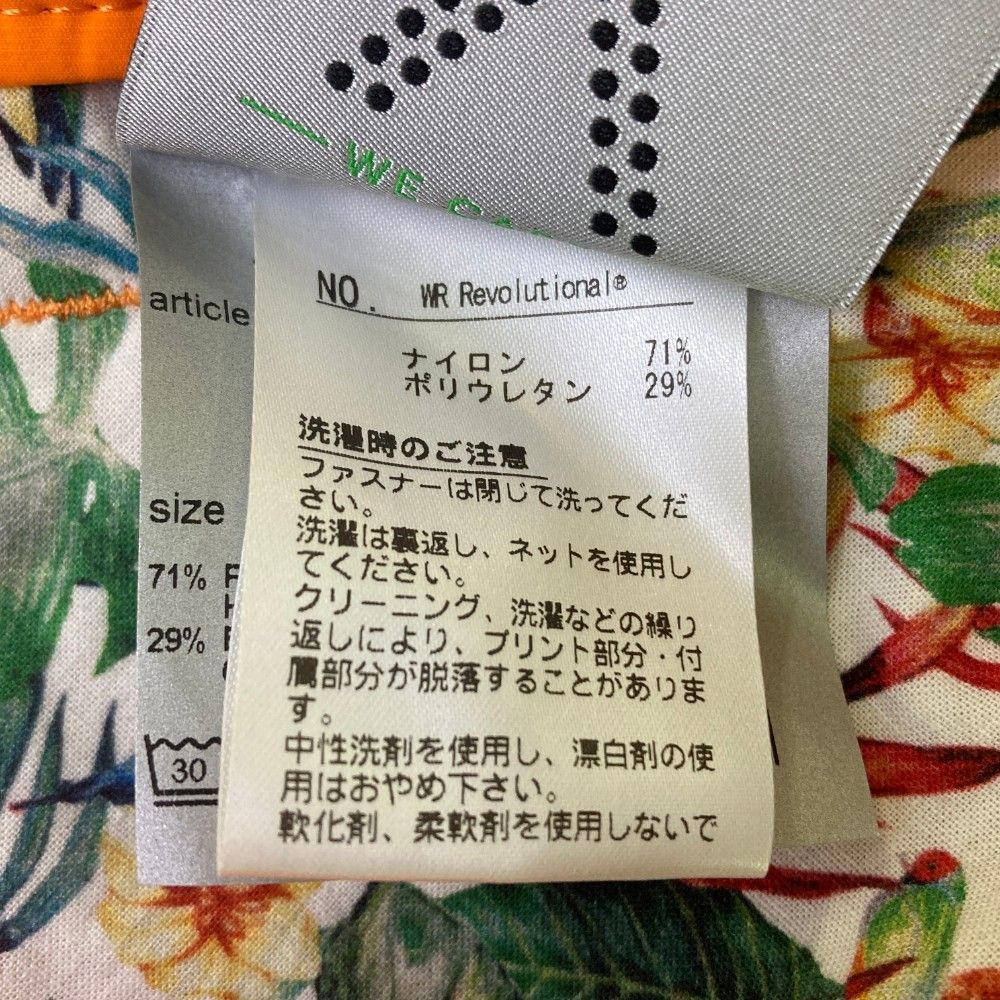 WE
article
size
71%
29%
30
NO. WR Revolutional®
ナイロン 71%
ポリウレタン 29%
洗濯時のご注意
ファスナーは閉じて洗ってくだ
さい。
洗濯は裏返し、ネットを使用し
てください。
クリーニング、洗濯などの繰り
返しにより、プリント部分・付
属部分が脱落することがありま
す。
中性洗剤を使用し、漂白剤の使
用はおやめ下さい。
軟化剤、柔軟剤を使用しないで